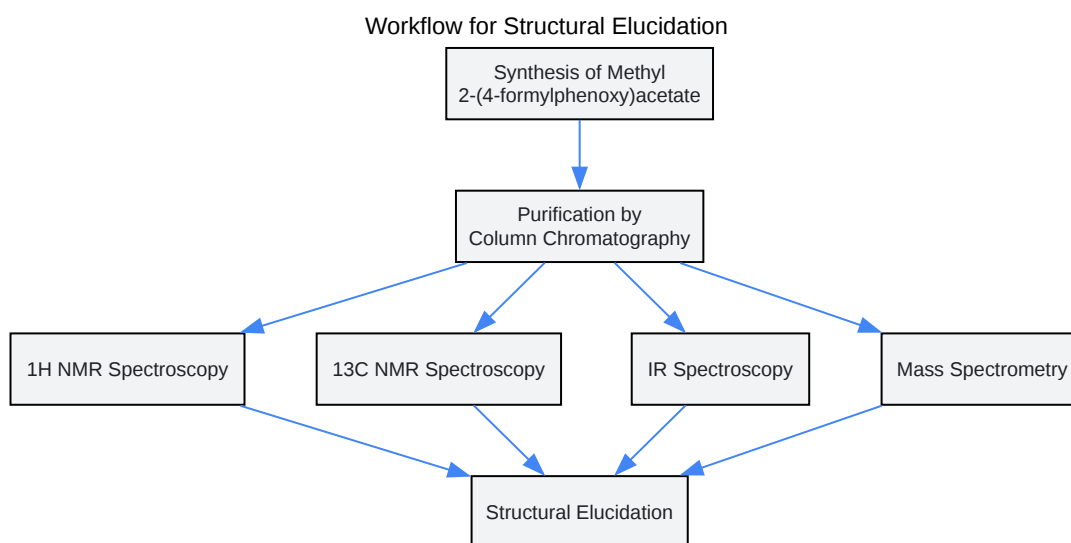 Workflow for Structural Elucidation
Synthesis of Methyl
2-(4-formylphenoxy)acetate
Purification by
Column Chromatography
1H NMR Spectroscopy
13C NMR Spectroscopy
IR Spectroscopy
Mass Spectrometry
Structural Elucidation